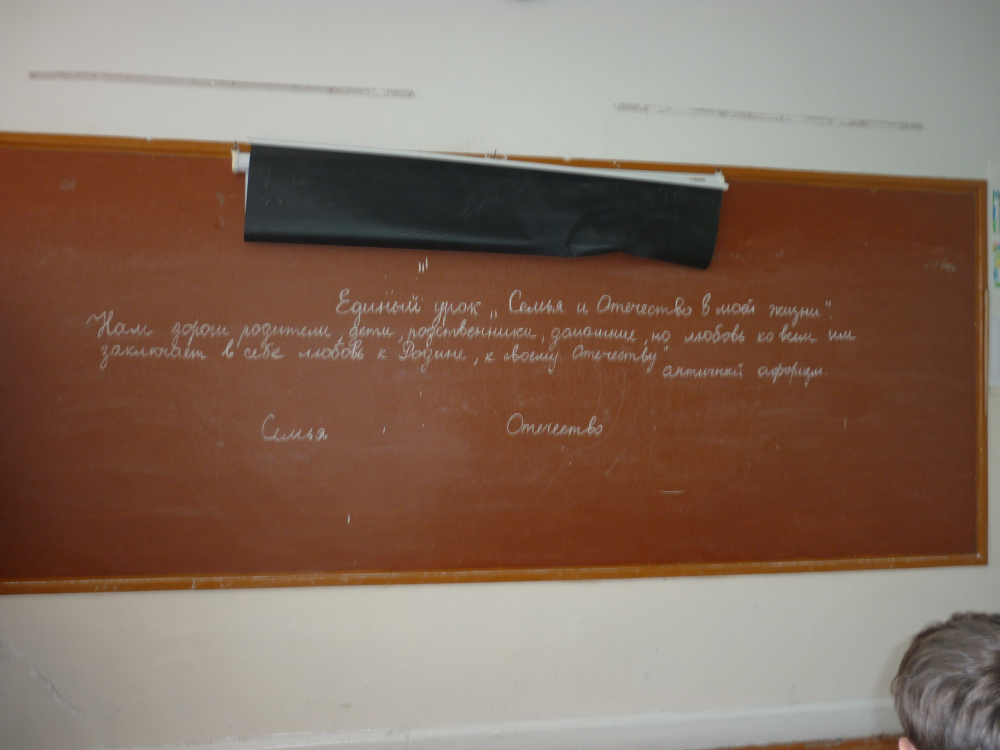 Единый урок „Семья и Отечество в моей жизни".
"Нам дороги родители, дети, родственники, домашние, но любовь ко всем им
заключает в себе любовь к Родине, к своему Отечеству"
античный афоризм.
Семья Отечество